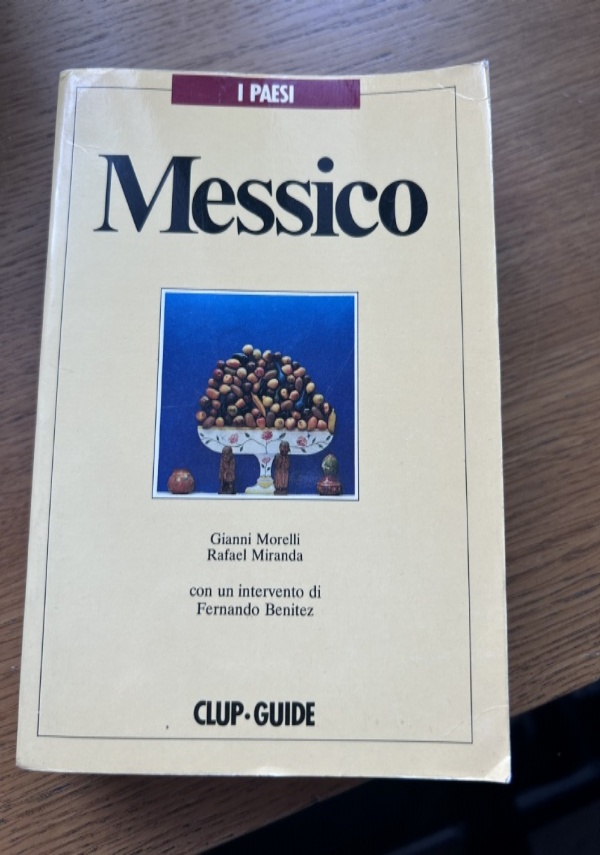 I PAESI
Messico
Gianni Morelli
Rafael Miranda
con un intervento di
Fernando Benitez
CLUP·GUIDE